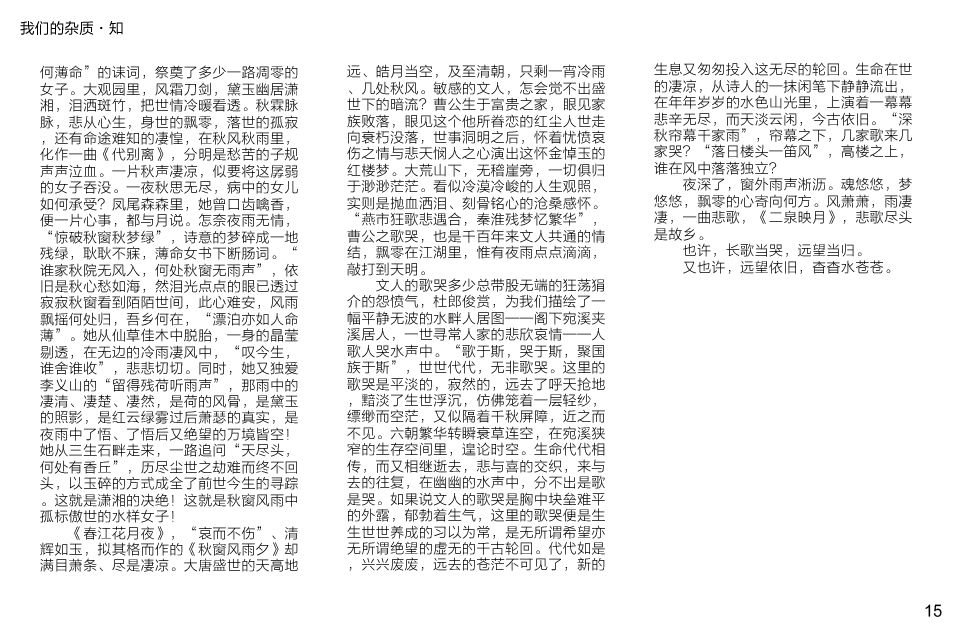 我们的杂质·知
何薄命”的诔词，祭奠了多少一路凋零的
女子。大观园里，风霜刀剑，黛玉幽居潇
湘，泪洒斑竹，把世情冷暖看透。秋霖脉
脉，悲从心生，身世的飘零，落世的孤寂
，还有命途难知的凄惶，在秋风秋雨里，
化作一曲《代别离》，分明是愁苦的子规
声声泣血。一片秋声凄凉，似要将这孱弱
的女子吞没。一夜秋思无尽，病中的女儿
如何承受？凤尾森森里，她曾口齿噙香，
便一片心事，都与月说。怎奈夜雨无情，
“惊破秋窗秋梦绿”，诗意的梦碎成一地
残绿，耿耿不寐，薄命女书下断肠词。“
谁家秋院无风入，何处秋窗无雨声”，依
旧是秋心愁如海，然泪光点点的眼已透过
寂寂秋窗看到陌陌世间，此心难安，风雨
飘摇何处归，吾乡何在，“漂泊亦如人命
薄”。她从仙草佳木中脱胎，一身的晶莹
剔透，在无边的冷雨凄风中，“叹今生，
谁舍谁收”，悲悲切切。同时，她又独爱
李义山的“留得残荷听雨声”，那雨中的
凄清、凄楚、凄然，是荷的风骨，是黛玉
的照影，是红云绿雾过后萧瑟的真实，是
夜雨中了悟、了悟后又绝望的万境皆空！
她从三生石畔走来，一路追问“天尽头，
何处有香丘”，历尽尘世之劫难而终不回
头，以玉碎的方式成全了前世今生的寻踪
。这就是潇湘的决绝！这就是秋窗风雨中
孤标傲世的水样女子！
《春江花月夜》，“哀而不伤”、清
辉如玉，拟其格而作的《秋窗风雨夕》却
满目萧条、尽是凄凉。大唐盛世的天高地
远、皓月当空，及至清朝，只剩一宵冷雨
、几处秋风。敏感的文人，怎会觉不出盛
世下的暗流？曹公生于富贵之家，眼见家
族败落，眼见这个他所眷恋的红尘人世走
向衰朽没落，世事洞明之后，怀着忧愤哀
伤之情与悲天悯人之心演出这怀金悼玉的
红楼梦。大荒山下，无稽崖旁，一切俱归
于渺渺茫茫。看似冷漠冷峻的人生观照，
实则是抛血洒泪、刻骨铭心的沧桑感怀。
“燕市狂歌悲遇合，秦淮残梦忆繁华”，
曹公之歌哭，也是千百年来文人共通的情
结，飘零在江湖里，惟有夜雨点点滴滴，
敲打到天明。
文人的歌哭多少总带股无端的狂荡狷
介的怨愤气，杜郎俊赏，为我们描绘了一
幅平静无波的水畔人居图——阁下宛溪夹
溪居人，一世寻常人家的悲欣哀情——人
歌人哭水声中。“歌于斯，哭于斯，聚国
族于斯”，世世代代，无非歌哭。这里的
歌哭是平淡的，寂然的，远去了呼天抢地
，黯淡了生世浮沉，仿佛笼着一层轻纱，
缥缈而空茫，又似隔着千秋屏障，近之而
不见。六朝繁华转瞬衰草连空，在宛溪狭
窄的生存空间里，遑论时空。生命代代相
传，而又相继逝去，悲与喜的交织，来与
去的往复，在幽幽的水声中，分不出是歌
是哭。如果说文人的歌哭是胸中块垒难平
的外露，郁勃着生气，这里的歌哭便是生
生世世养成的习以为常，是无所谓希望亦
无所谓绝望的虚无的千古轮回。代代如是
，兴兴废废，远去的苍茫不可见了，新的
生息又匆匆投入这无尽的轮回。生命在世
的凄凉，从诗人的一抹闲笔下静静流出，
在年年岁岁的水色山光里，上演着一幕幕
悲辛无尽，而天淡云闲，今古依旧。“深
秋帘幕千家雨”，帘幕之下，几家歌来几
家哭？“落日楼头一笛风”，高楼之上，
谁在风中落落独立？
夜深了，窗外雨声淅沥。魂悠悠，梦
悠悠，飘零的心寄向何方。风萧萧，雨凄
凄，一曲悲歌，《二泉映月》，悲歌尽头
是故乡。
也许，长歌当哭，远望当归。
又也许，远望依旧，杳杳水苍苍。
15